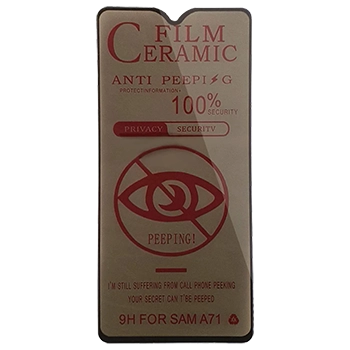 CERAMIC FILM
ANTI PEEPI⚡G
PROTECTINFORMATION>
100% SECURITY
PRIVACY SECURITY
PEEPING!
I'M STILL SUFFERING FROM CALL PHONE PEEKING
YOUR SECRET CAN T BE PEEPED
9H FOR SAM A71